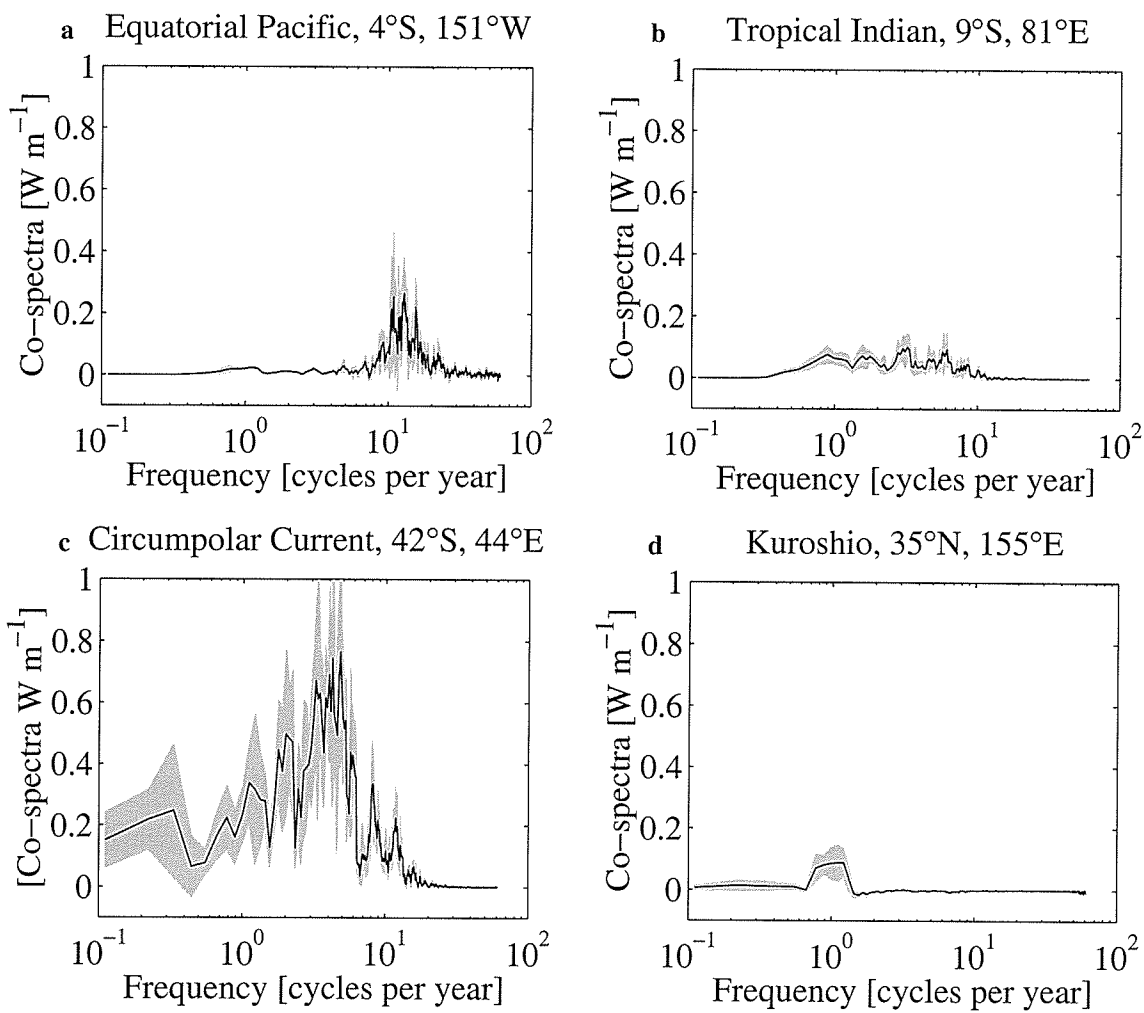 a Equatorial Pacific, 4°S, 151°W
1
0.8
0.6
0.4
0.2
0
Co−spectra [W m−1]
10−1 100 101 102
Frequency [cycles per year]
b Tropical Indian, 9°S, 81°E
1
0.8
0.6
0.4
0.2
0
Co−spectra [W m−1]
10−1 100 101 102
Frequency [cycles per year]
c Circumpolar Current, 42°S, 44°E
1
0.8
0.6
0.4
0.2
0
[Co−spectra W m−1]
10−1 100 101 102
Frequency [cycles per year]
d Kuroshio, 35°N, 155°E
1
0.8
0.6
0.4
0.2
0
Co−spectra [W m−1]
10−1 100 101 102
Frequency [cycles per year]